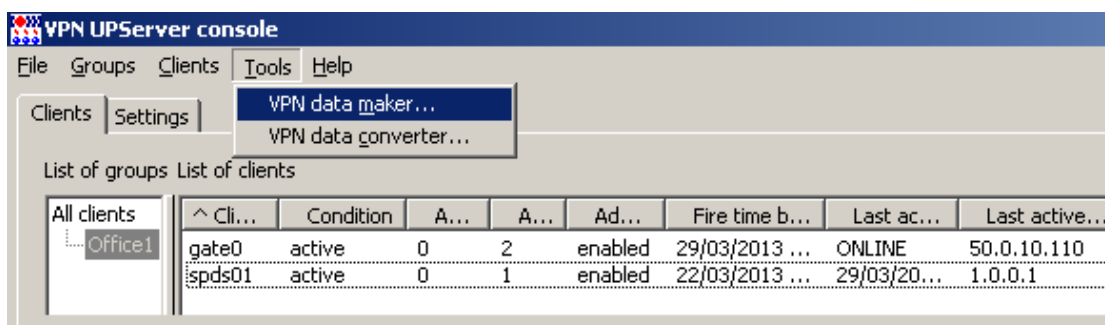 VPN UPServer console
File Groups Clients Tools Help
VPN data maker...
VPN data converter...
Clients Settings
List of groups List of clients
All clients
Office1
^ Cli... Condition A... A... Ad... Fire time b... Last ac... Last active...
gate0 active 0 2 enabled 29/03/2013 ... ONLINE 50.0.10.110
spds01 active 0 1 enabled 22/03/2013 ... 29/03/20... 1.0.0.1